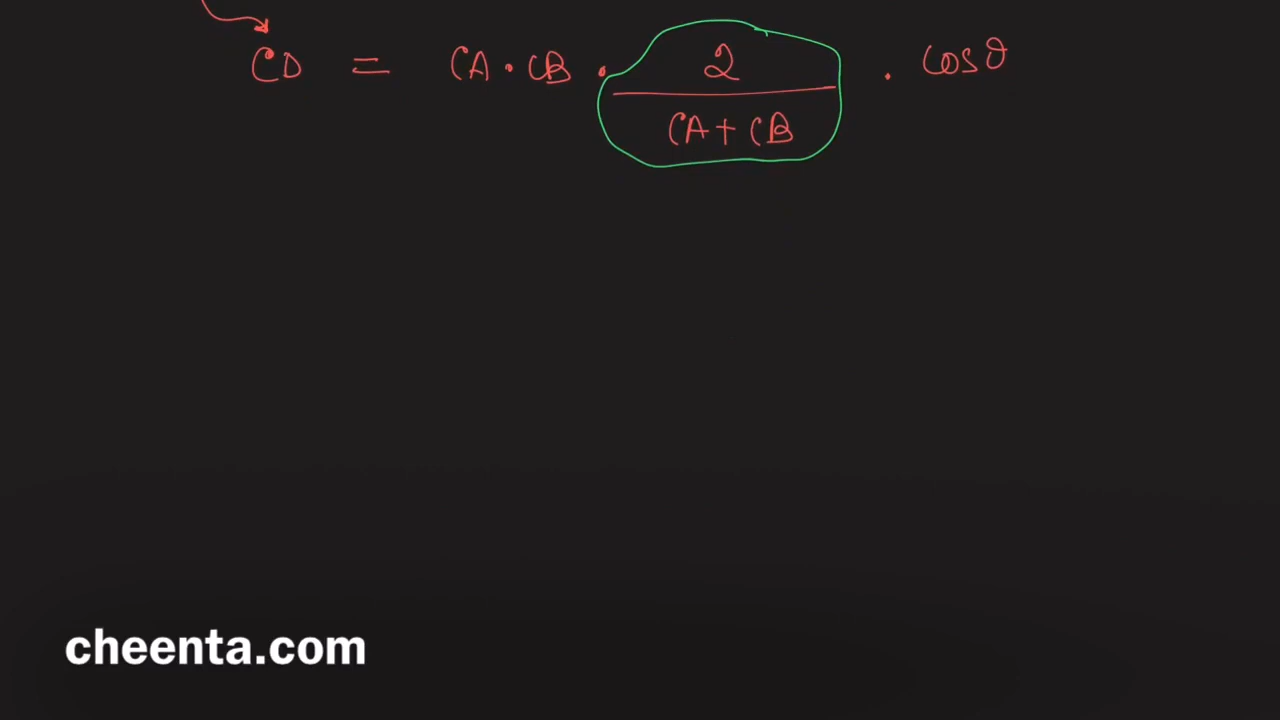 CD = CA · CB · 2 / (CA + CB) · cosθ
cheenta.com